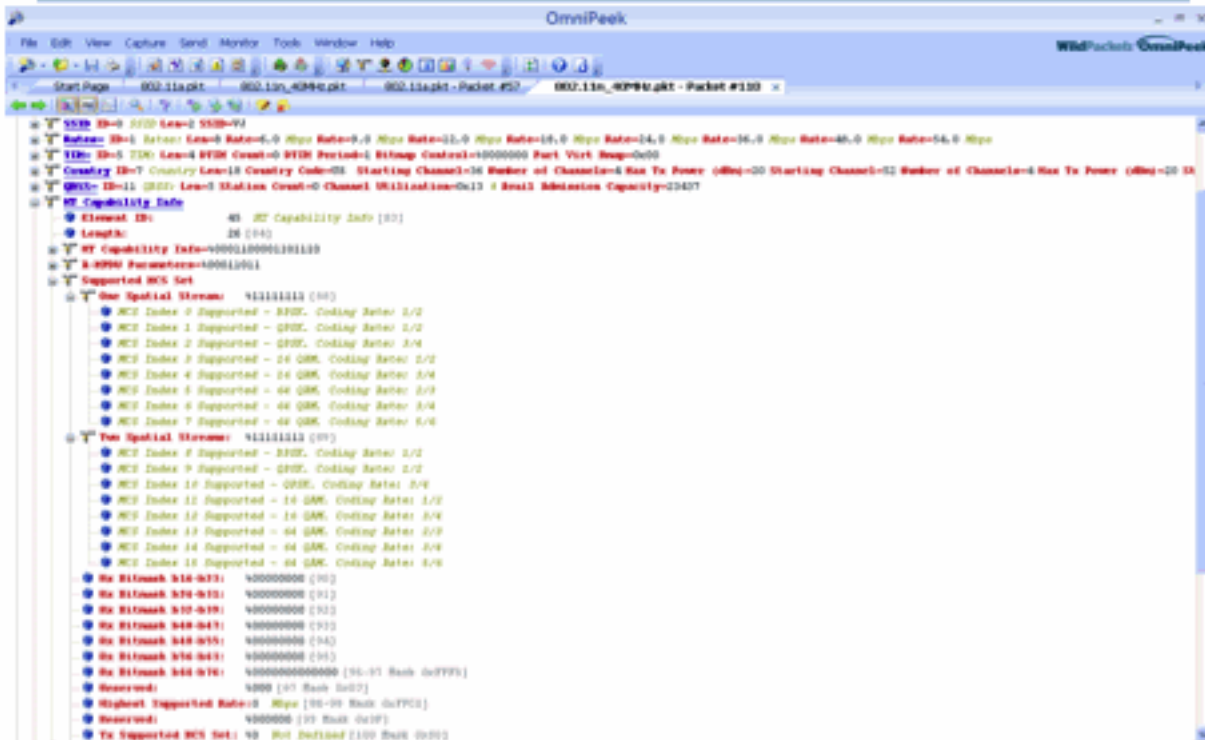 OmniPeek
File Edit View Capture Send Monitor Tools Window Help
WildPackets OmniPeek
Start Page 802.11a.pkt 802.11n_40MHz.pkt 802.11a.pkt - Packet #57 802.11n_40MHz.pkt - Packet #110
SSID ID=0 SSID Len=2 SSID=
Rates= ID=1 Rates: Len=8 Rate=6.0 Mbps Rate=9.0 Mbps Rate=12.0 Mbps Rate=18.0 Mbps Rate=24.0 Mbps Rate=36.0 Mbps Rate=48.0 Mbps Rate=54.0 Mbps
TIM= ID=5 TIM: Len=4 DTIM Count=0 DTIM Period=1 Bitmap Control=%00000000 Part Virt Bmap=0x00
Country ID=7 Country Len=18 Country Code=US Starting Channel=36 Number of Channels=4 Max Tx Power (dBm)=20 Starting Channel=52 Number of Channels=4 Max Tx Power (dBm)=20
QBSS= ID=11 QBSS: Len=5 Station Count=0 Channel Utilization=0x13 Avail Admission Capacity=23437
HT Capability Info
Element ID: 45 HT Capability Info [83]
Length: 26 [84]
HT Capability Info=
A-MPDU Parameters=%00011011
Supported MCS Set
One Spatial Stream: %11111111 [88]
MCS Index 0 Supported - BPSK, Coding Rate: 1/2
MCS Index 1 Supported - QPSK, Coding Rate: 1/2
MCS Index 2 Supported - QPSK, Coding Rate: 3/4
MCS Index 3 Supported - 16 QAM, Coding Rate: 1/2
MCS Index 4 Supported - 16 QAM, Coding Rate: 3/4
MCS Index 5 Supported - 64 QAM, Coding Rate: 2/3
MCS Index 6 Supported - 64 QAM, Coding Rate: 3/4
MCS Index 7 Supported - 64 QAM, Coding Rate: 5/6
Two Spatial Streams: %11111111 [89]
MCS Index 8 Supported - BPSK, Coding Rate: 1/2
MCS Index 9 Supported - QPSK, Coding Rate: 1/2
MCS Index 10 Supported - QPSK, Coding Rate: 3/4
MCS Index 11 Supported - 16 QAM, Coding Rate: 1/2
MCS Index 12 Supported - 16 QAM, Coding Rate: 3/4
MCS Index 13 Supported - 64 QAM, Coding Rate: 2/3
MCS Index 14 Supported - 64 QAM, Coding Rate: 3/4
MCS Index 15 Supported - 64 QAM, Coding Rate: 5/6
Rx Bitmask b16-b23: %00000000 [90]
Rx Bitmask b24-b31: %00000000 [91]
Rx Bitmask b32-b39: %00000000 [92]
Rx Bitmask b40-b47: %00000000 [93]
Rx Bitmask b48-b55: %00000000 [94]
Rx Bitmask b56-b63: %00000000 [95]
Rx Bitmask b64-b76: %0000000000000 [96-97 Mask
Reserved: %000 [97 Mask
Highest Supported Rate:0 Mbps [98-99 Mask
Reserved: %000000 [99 Mask
Tx Supported MCS Set: %0 Not Defined [100 Mask